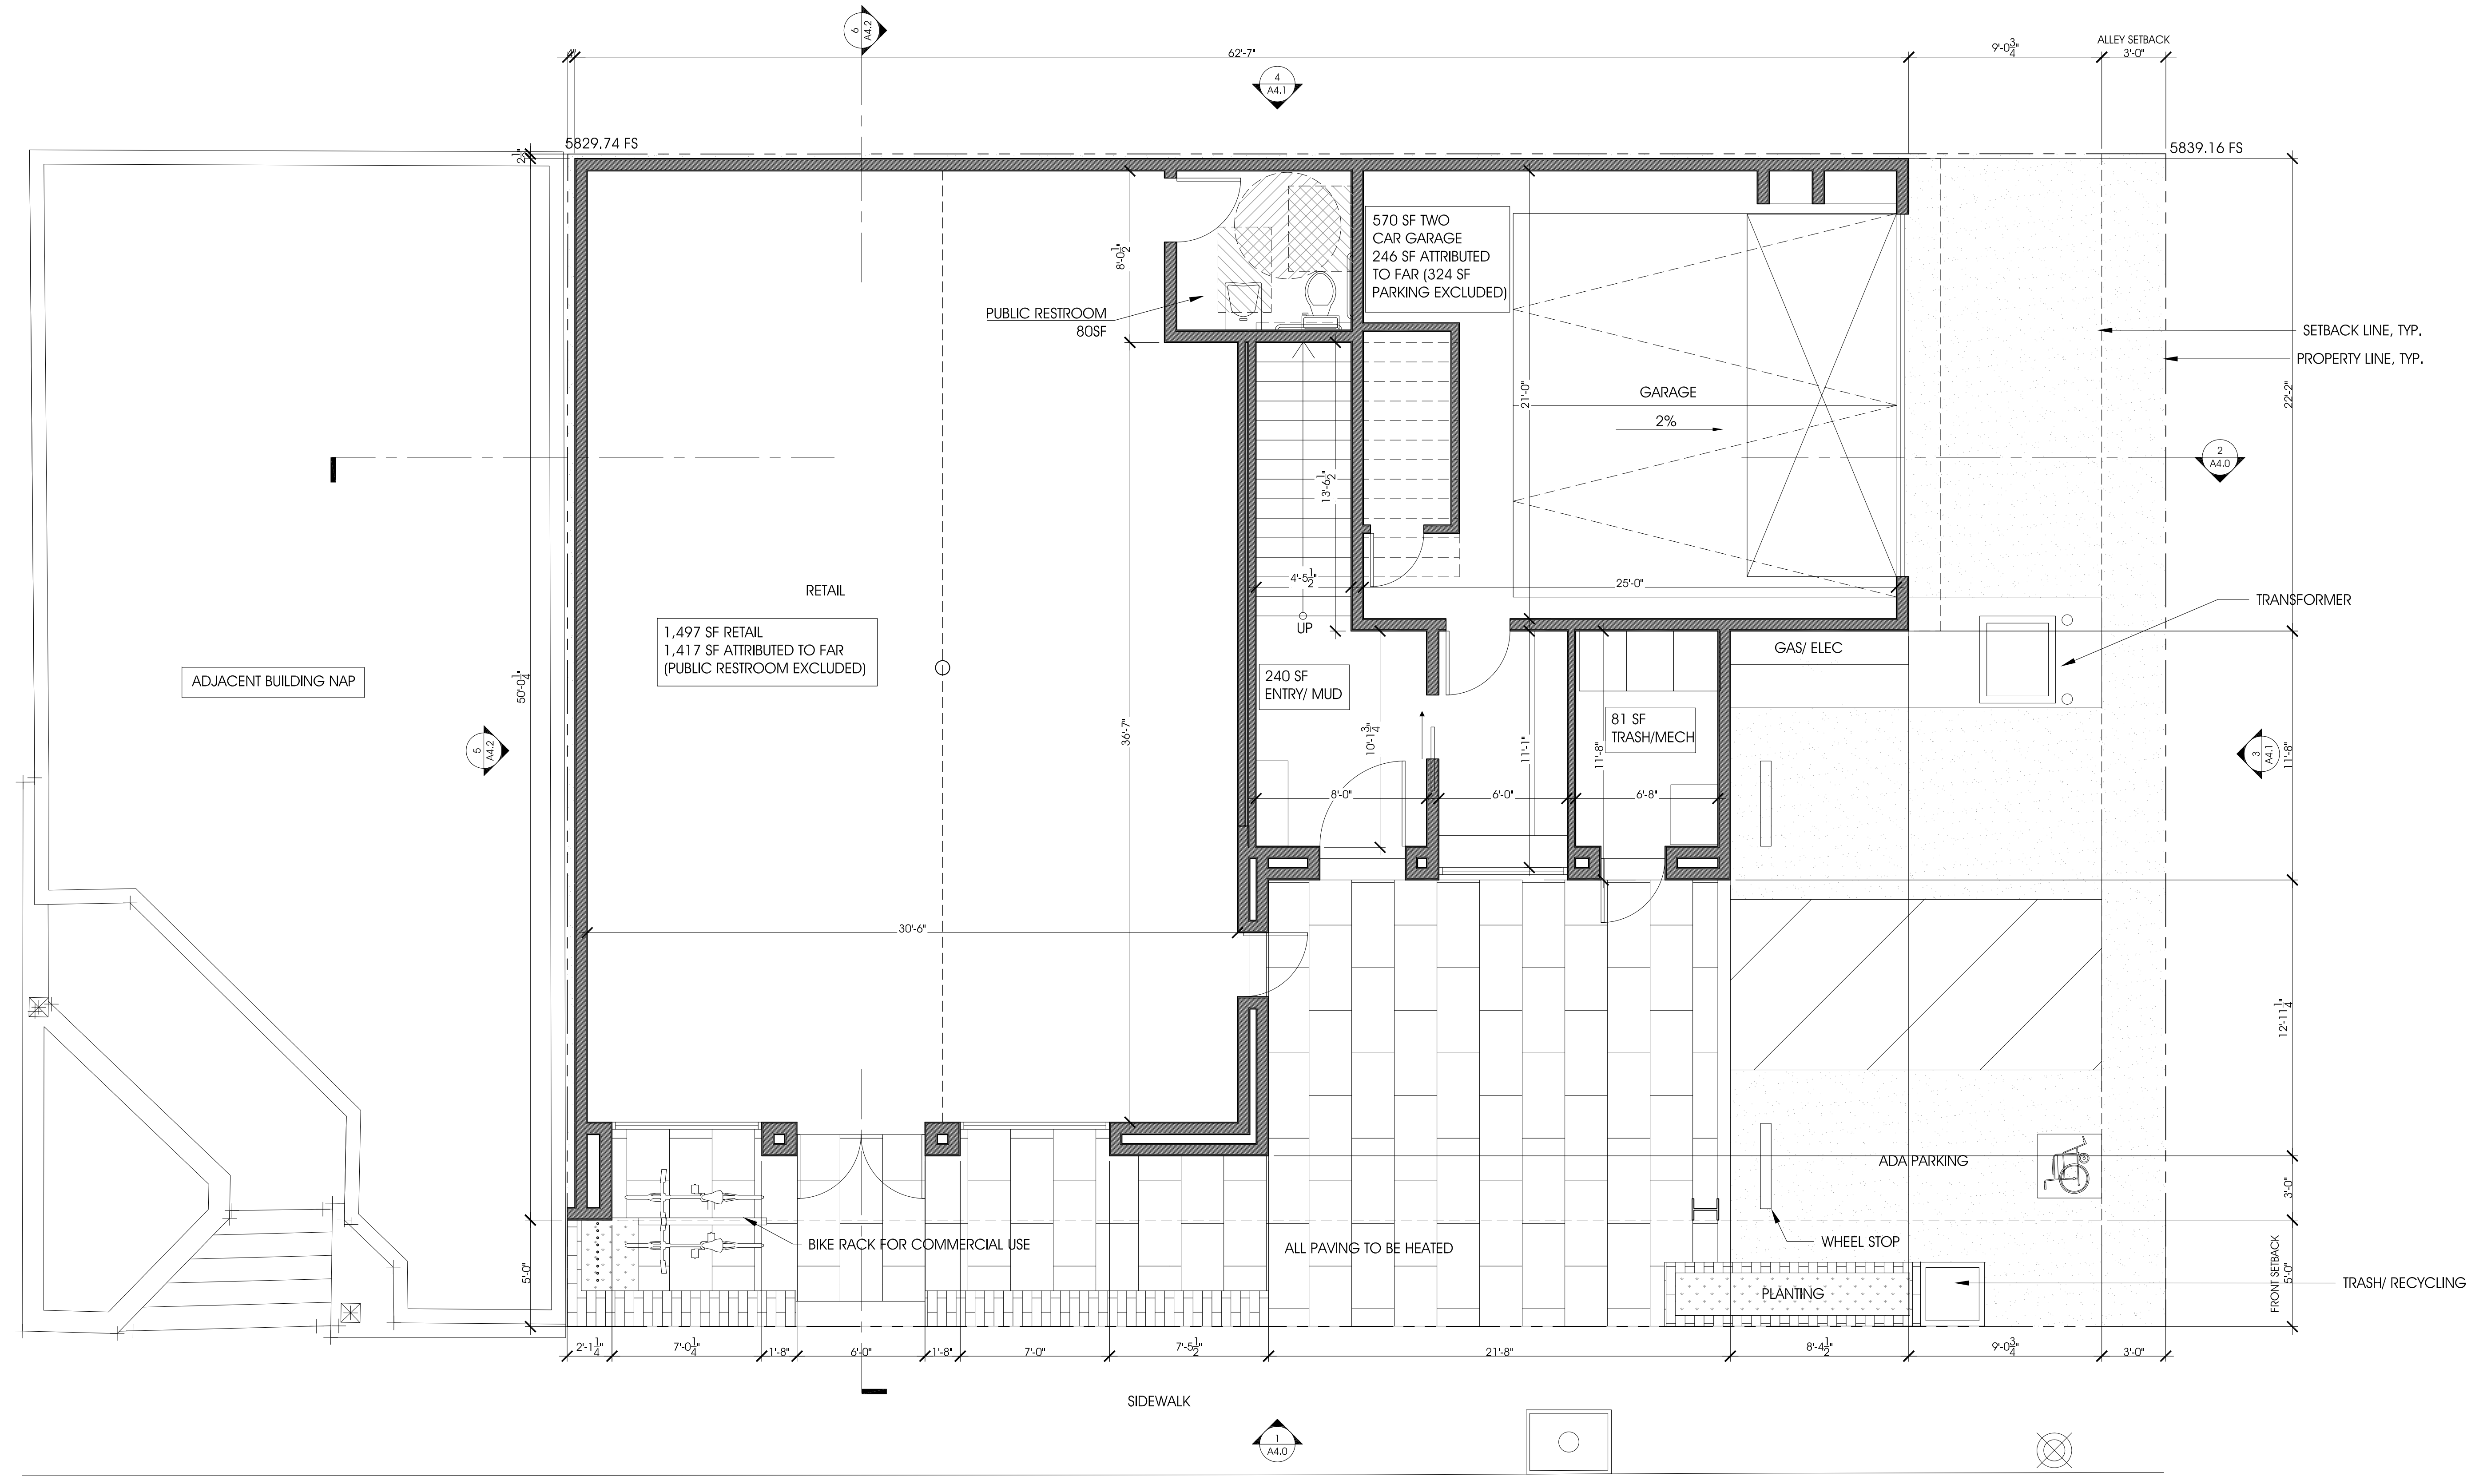 6
A4.2
6"
62'-7"
9'-0 3/4"
ALLEY SETBACK
3'-0"
4
A4.1
5829.74 FS
5839.16 FS
2 1/2"
570 SF TWO
CAR GARAGE
246 SF ATTRIBUTED
TO FAR (324 SF
PARKING EXCLUDED)
8'-0 1/2"
PUBLIC RESTROOM
80SF
SETBACK LINE, TYP.
PROPERTY LINE, TYP.
21'-0"
GARAGE
2%
22'-2"
2
A4.0
13'-6 1/2"
4'-5 1/2"
25'-0"
RETAIL
UP
TRANSFORMER
1,497 SF RETAIL
1,417 SF ATTRIBUTED TO FAR
(PUBLIC RESTROOM EXCLUDED)
GAS/ ELEC
ADJACENT BUILDING NAP
50'-0 1/4"
240 SF
ENTRY/ MUD
81 SF
TRASH/MECH
36'-7"
10'-1 3/4"
11'-1"
11'-8"
5
A4.2
3
A4.1
11'-8"
8'-0"
6'-0"
6'-8"
30'-6"
12'-11 1/4"
ADA PARKING
3'-0"
BIKE RACK FOR COMMERCIAL USE
ALL PAVING TO BE HEATED
WHEEL STOP
5'-0"
FRONT SETBACK
5'-0"
PLANTING
TRASH/ RECYCLING
2'-1 1/4"
7'-0 1/4"
1'-8"
6'-0"
1'-8"
7'-0"
7'-5 1/2"
21'-8"
8'-4 1/2"
9'-0 3/4"
3'-0"
SIDEWALK
1
A4.0